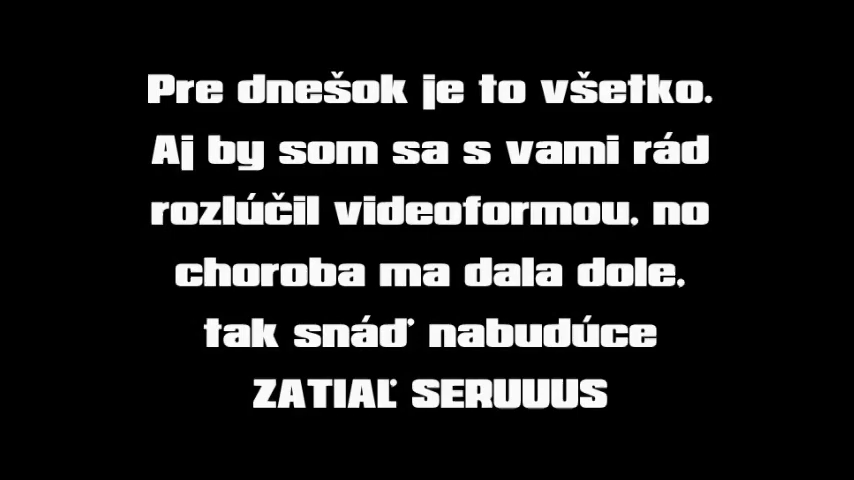 Pre dnešok je to všetko.
Aj by som sa s vami rád
rozlúčil videoformou, no
choroba ma dala dole,
tak snáď nabudúce
ZATIAĽ SERUUUS